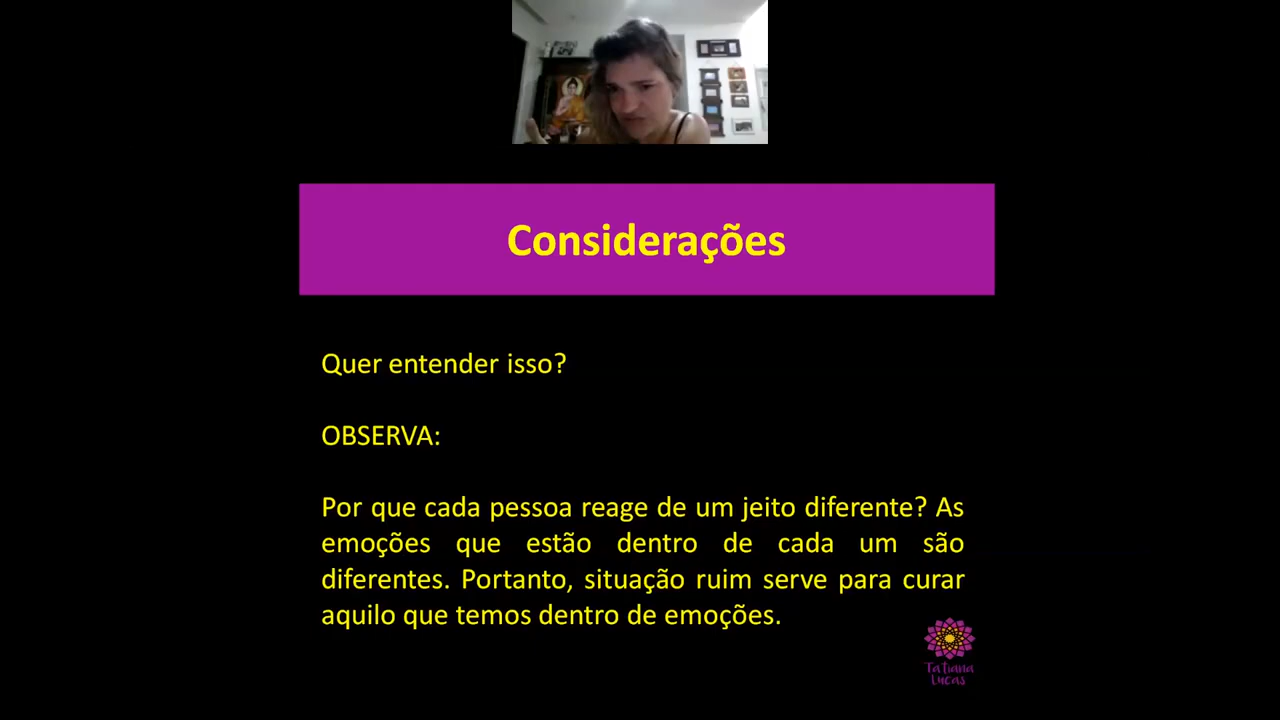 Considerações
Quer entender isso?
OBSERVA:
Por que cada pessoa reage de um jeito diferente? As
emoções que estão dentro de cada um são
diferentes. Portanto, situação ruim serve para curar
aquilo que temos dentro de emoções.
Tatiana
Lucas